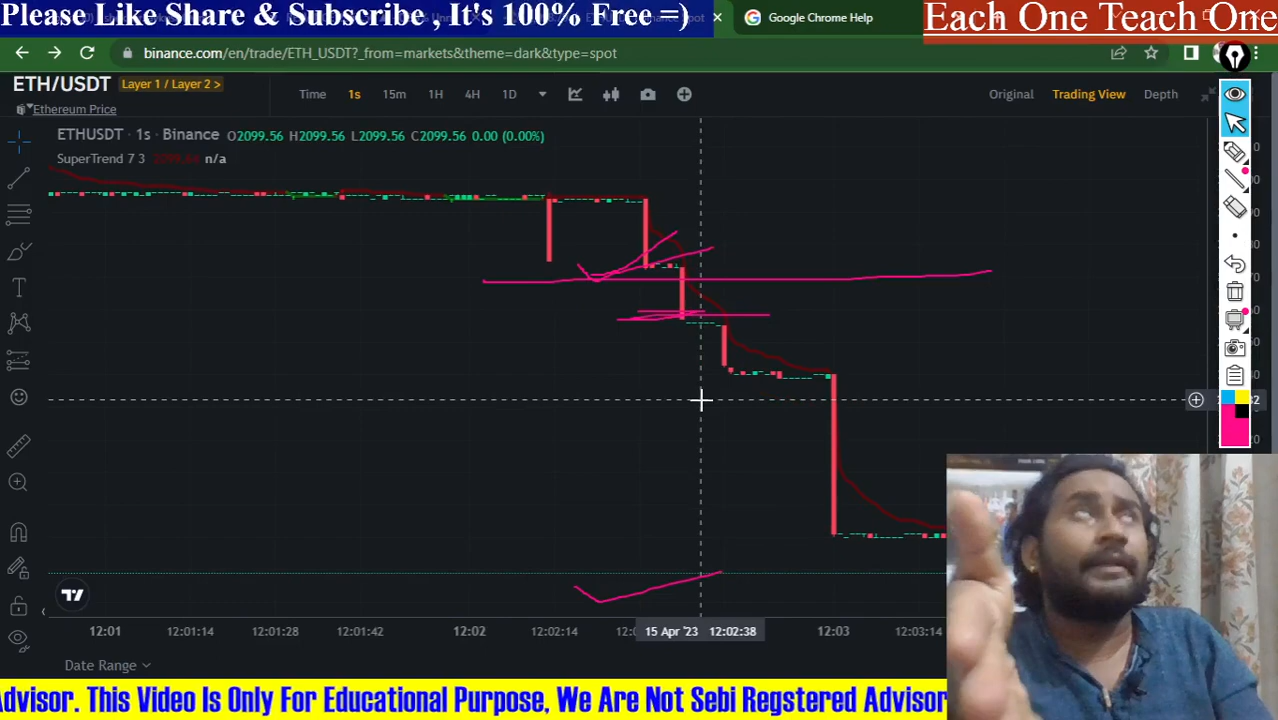 Please Like Share & Subscribe , It's 100% Free =)
Google Chrome Help
Each One Teach One
binance.com/en/trade/ETH_USDT?_from=markets&theme=dark&type=spot
ETH/USDT
Layer 1 / Layer 2 >
Ethereum Price
Time 1s 15m 1H 4H 1D
Original Trading View Depth
ETHUSDT · 1s · Binance O2099.56 H2099.56 L2099.56 C2099.56 0.00 (0.00%)
SuperTrend 7 3 n/a
12:01 12:01:14 12:01:28 12:01:42 12:02 12:02:14 15 Apr '23 12:02:38 12:03 12:03:14
Date Range
Advisor. This Video Is Only For Educational Purpose, We Are Not Sebi Regstered Advisor